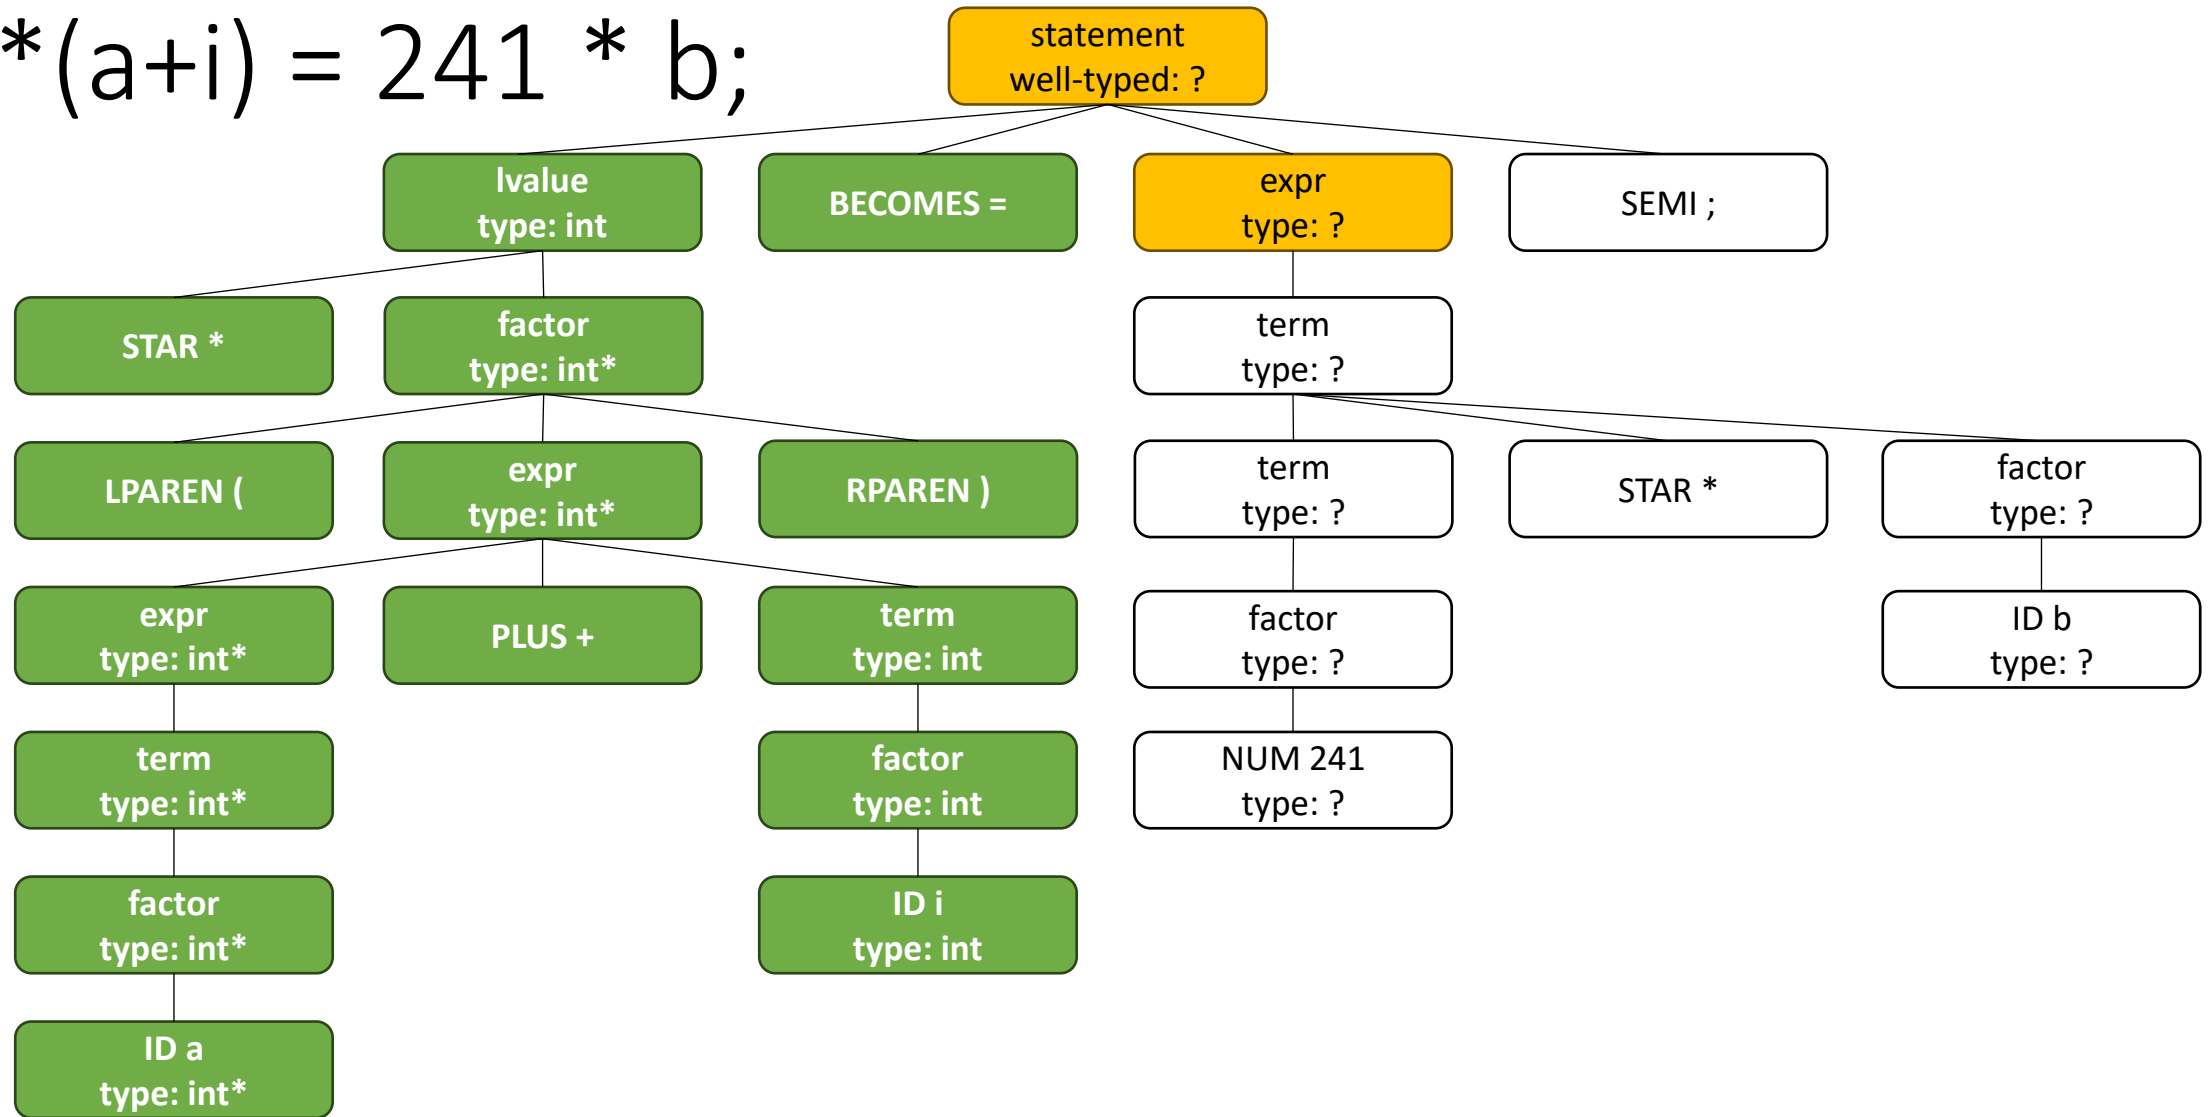 *(a+i) = 241 * b;
statement
well-typed: ?
lvalue
type: int
BECOMES =
expr
type: ?
SEMI ;
STAR *
factor
type: int*
term
type: ?
LPAREN (
expr
type: int*
RPAREN )
term
type: ?
STAR *
factor
type: ?
expr
type: int*
PLUS +
term
type: int
factor
type: ?
ID b
type: ?
term
type: int*
factor
type: int
NUM 241
type: ?
factor
type: int*
ID i
type: int
ID a
type: int*